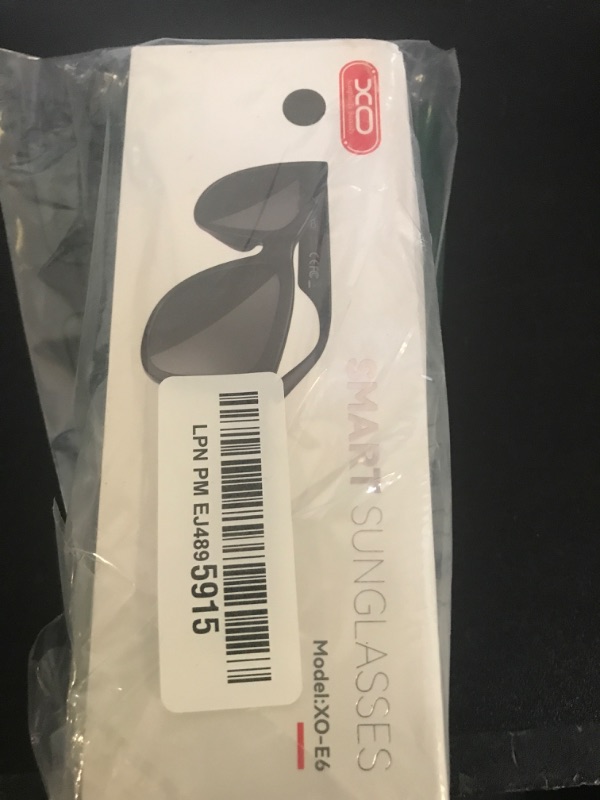 XO
SMART SUNGLASSES
Model:XO-E6
LPN PM EJ4895915